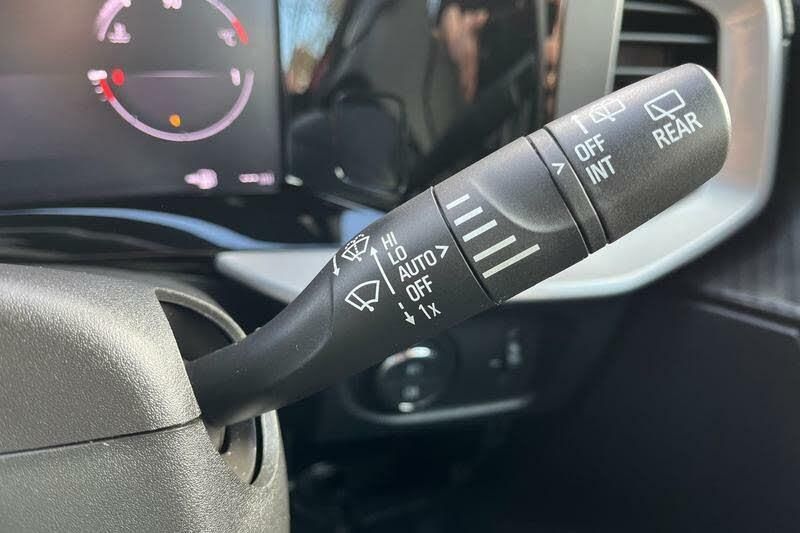 HI
LO
AUTO >
OFF
1x
> OFF
INT
REAR